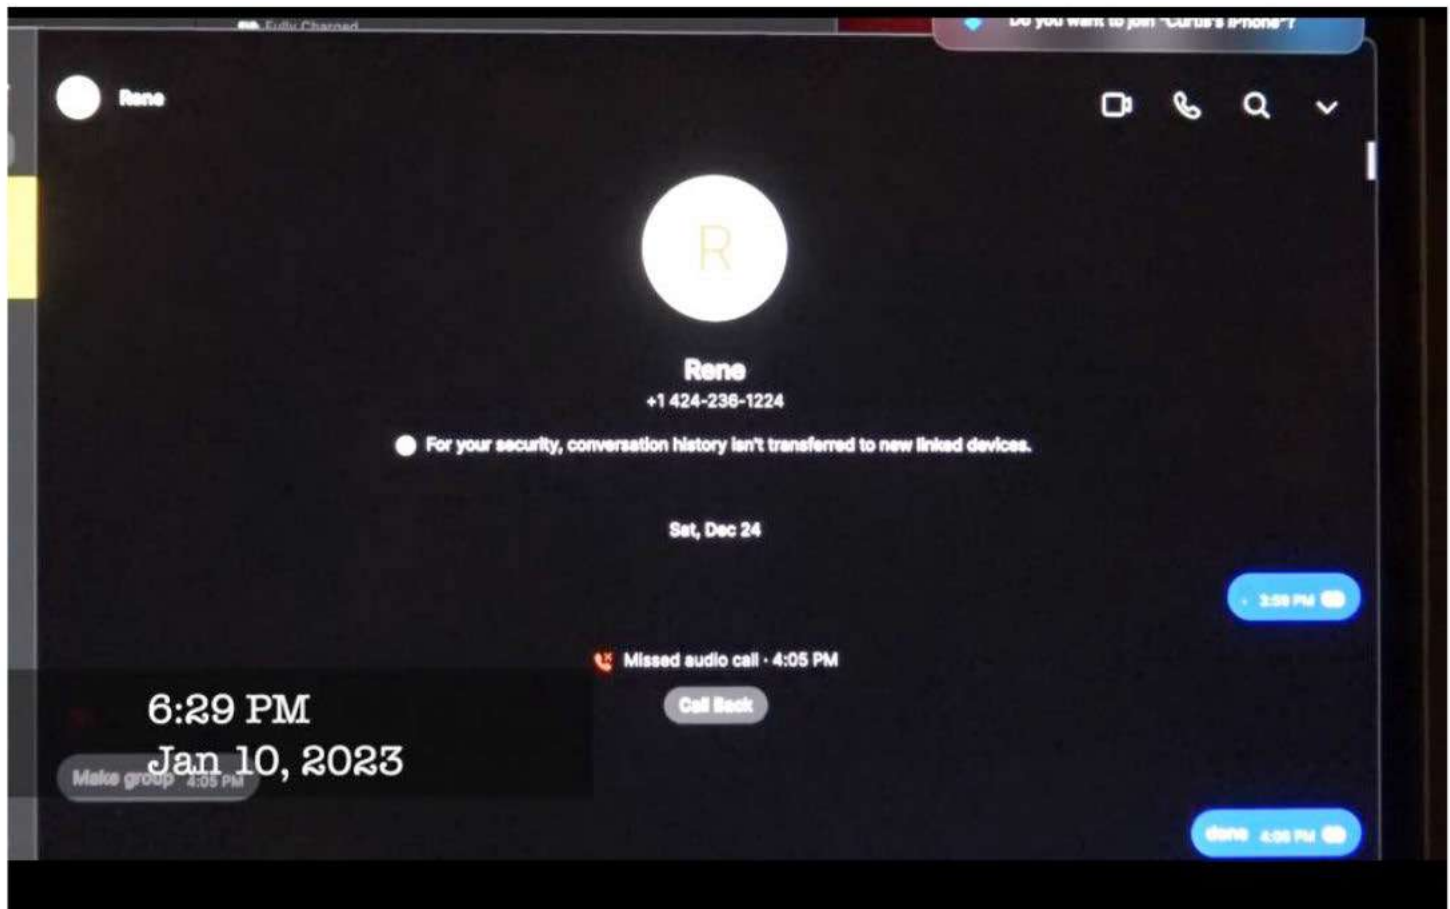 Fully Charged
Do you want to join "Curtis's iPhone"?
Rene
R
Rene
+1 424-236-1224
For your security, conversation history isn't transferred to new linked devices.
Sat, Dec 24
3:59 PM
Missed audio call · 4:05 PM
Call Back
6:29 PM
Jan 10, 2023
Make group 4:05 PM
done 4:06 PM